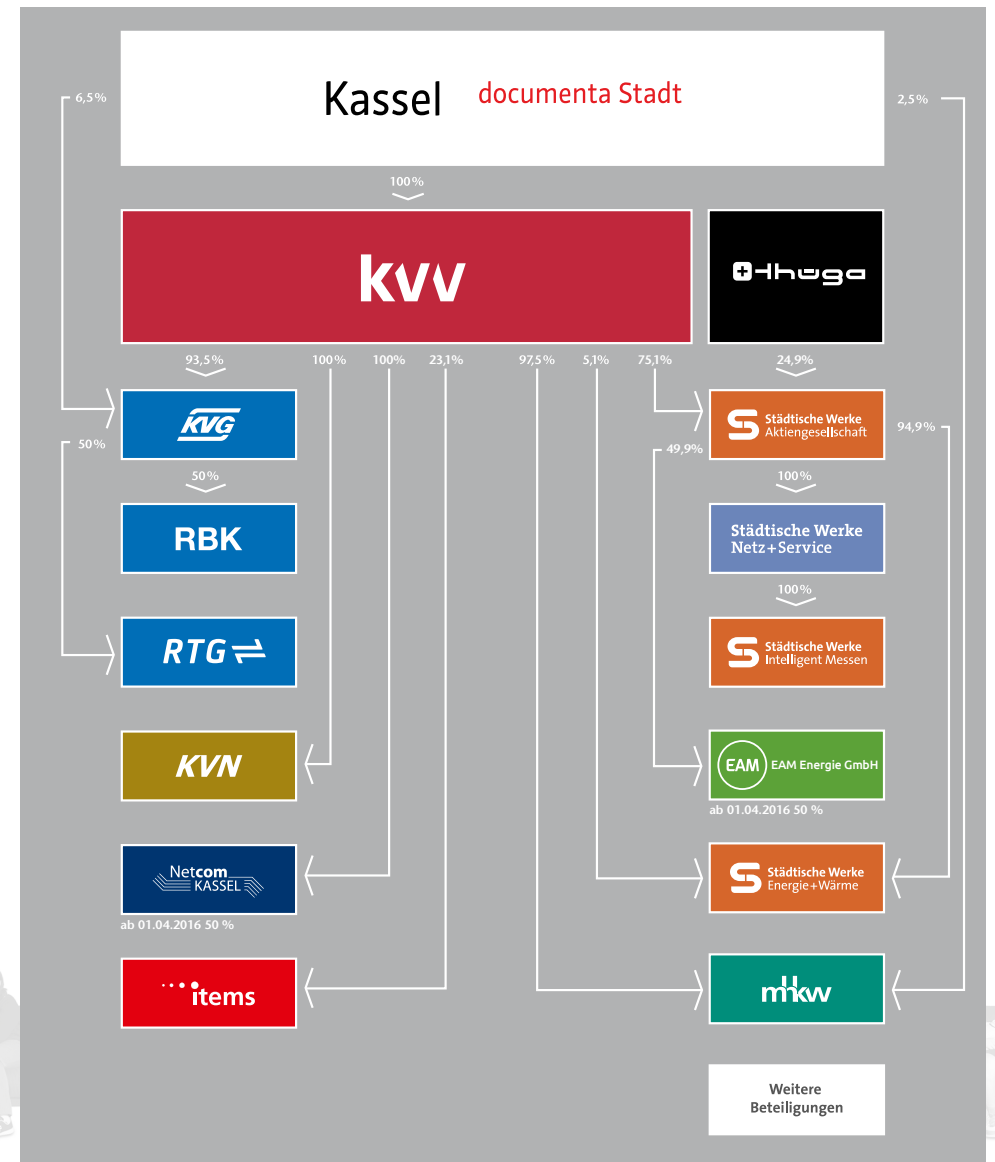 Kassel documenta Stadt
6,5%
2,5%
100%
kvv
thüga
93,5%
100%
100%
23,1%
97,5%
5,1%
75,1%
24,9%
KVG
Städtische Werke
Aktiengesellschaft
50%
49,9%
94,9%
50%
100%
RBK
Städtische Werke
Netz+Service
100%
RTG
Städtische Werke
Intelligent Messen
KVN
EAM
EAM Energie GmbH
ab 01.04.2016 50 %
Netcom
KASSEL
Städtische Werke
Energie+Wärme
ab 01.04.2016 50 %
items
mhkw
Weitere
Beteiligungen